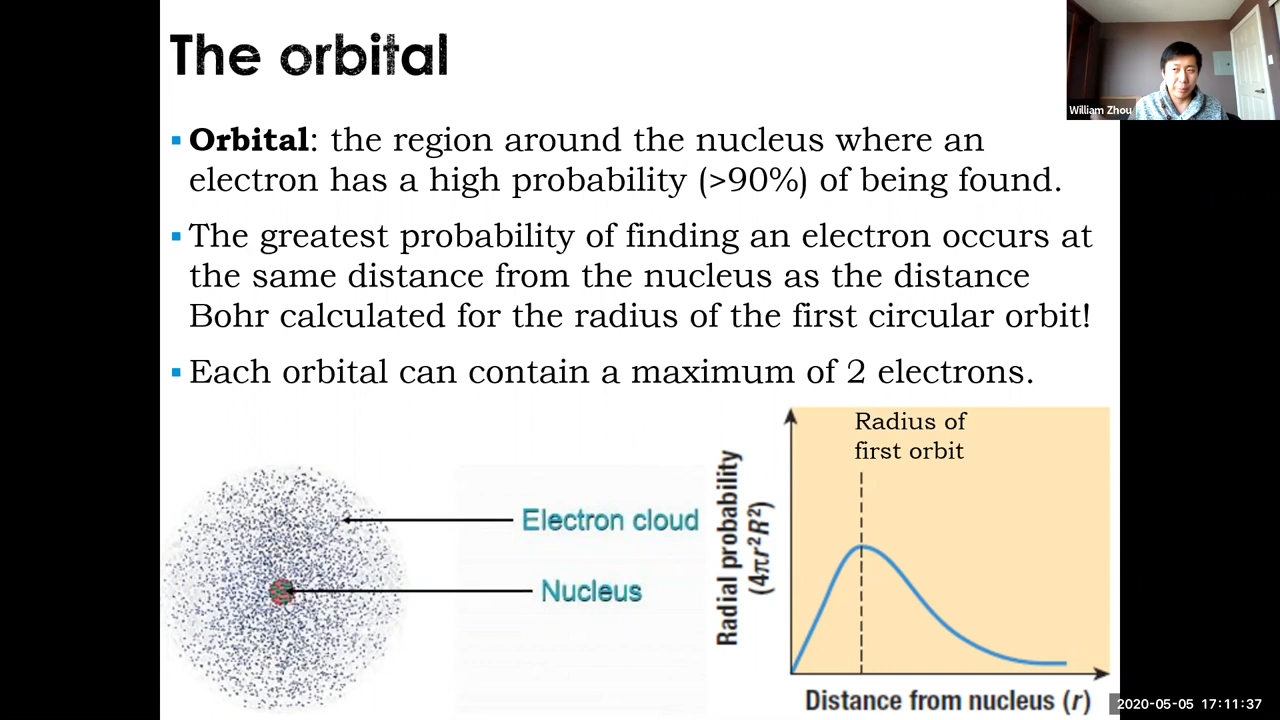 The orbital
William Zhou
▪ Orbital: the region around the nucleus where an
electron has a high probability (>90%) of being found.
▪ The greatest probability of finding an electron occurs at
the same distance from the nucleus as the distance
Bohr calculated for the radius of the first circular orbit!
▪ Each orbital can contain a maximum of 2 electrons.
Electron cloud
Nucleus
Radius of
first orbit
Radial probability
(4πr²R²)
Distance from nucleus (r)
2020-05-05 17:11:37